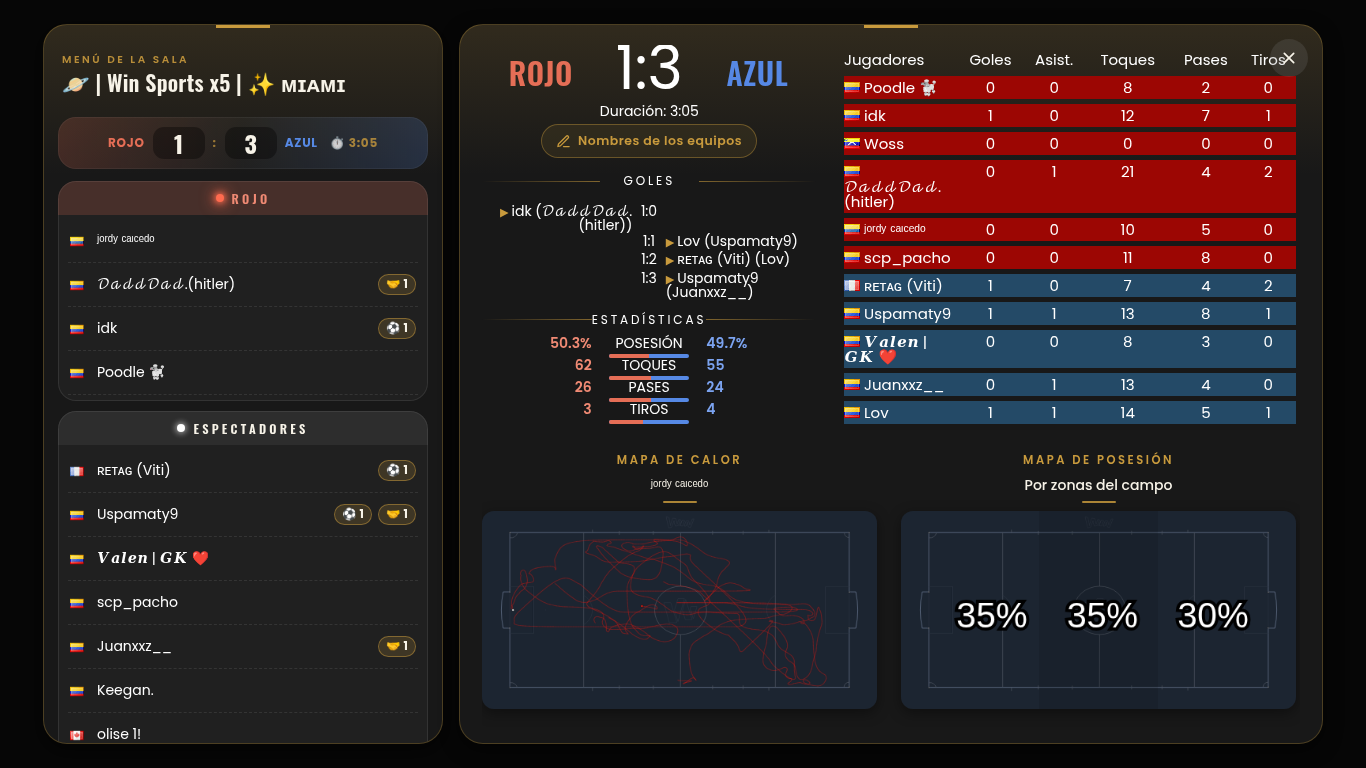 MENÚ DE LA SALA
🪐 | Win Sports x5 | ✨ ᴍɪᴀᴍɪ
ROJO 1 : 3 AZUL ⏱️ 3:05
ROJO
jordy caιcedo
𝓓𝓪𝓭𝓭𝓓𝓪𝓭.(hitler) 🤝 1
idk ⚽ 1
Poodle 🐩
ESPECTADORES
ʀᴇᴛᴀɢ (Viti) ⚽ 1
Uspamaty9 ⚽ 1 🤝 1
𝑽𝒂𝒍𝒆𝒏 | 𝑮𝑲 ❤️
scp_pacho
Juanxxz__ 🤝 1
Keegan.
olise 1!
ROJO 1:3 AZUL
Duración: 3:05
Nombres de los equipos
GOLES
▶ idk (𝓓𝓪𝓭𝓭𝓓𝓪𝓭. 1:0
(hitler))
1:1 ▶ Lov (Uspamaty9)
1:2 ▶ ʀᴇᴛᴀɢ (Viti) (Lov)
1:3 ▶ Uspamaty9
(Juanxxz__)
ESTADÍSTICAS
50.3% POSESIÓN 49.7%
62 TOQUES 55
26 PASES 24
3 TIROS 4
Jugadores Goles Asist. Toques Pases Tiros
Poodle 🐩 0 0 8 2 0
idk 1 0 12 7 1
Woss 0 0 0 0 0
𝓓𝓪𝓭𝓭𝓓𝓪𝓭. 0 1 21 4 2
(hitler)
jordy caιcedo 0 0 10 5 0
scp_pacho 0 0 11 8 0
ʀᴇᴛᴀɢ (Viti) 1 0 7 4 2
Uspamaty9 1 1 13 8 1
𝑽𝒂𝒍𝒆𝒏 | 0 0 8 3 0
𝑮𝑲 ❤️
Juanxxz__ 0 1 13 4 0
Lov 1 1 14 5 1
MAPA DE CALOR
jordy caιcedo
MAPA DE POSESIÓN
Por zonas del campo
35% 35% 30%